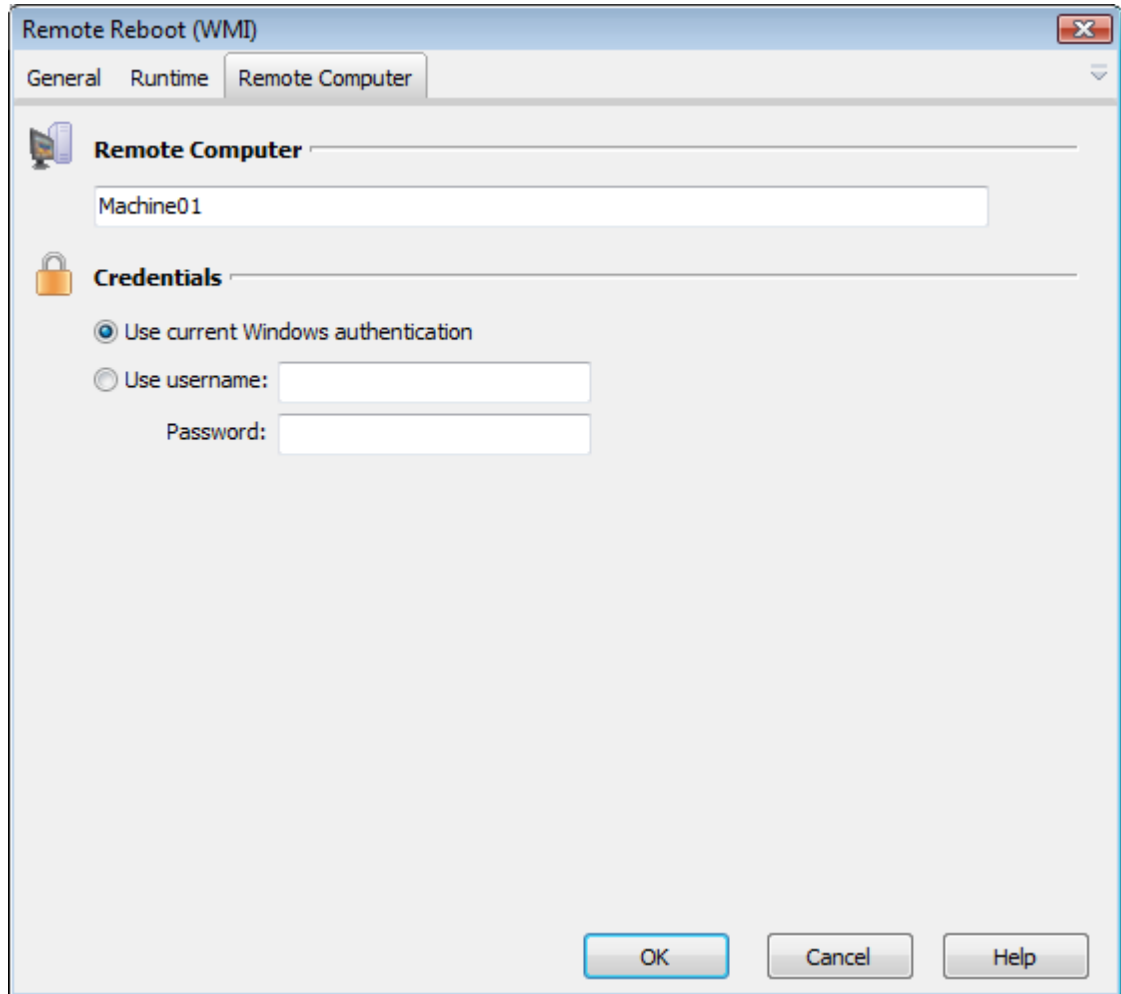 Remote Reboot (WMI)
General Runtime Remote Computer
Remote Computer
Machine01
Credentials
Use current Windows authentication
Use username:
Password:
OK Cancel Help